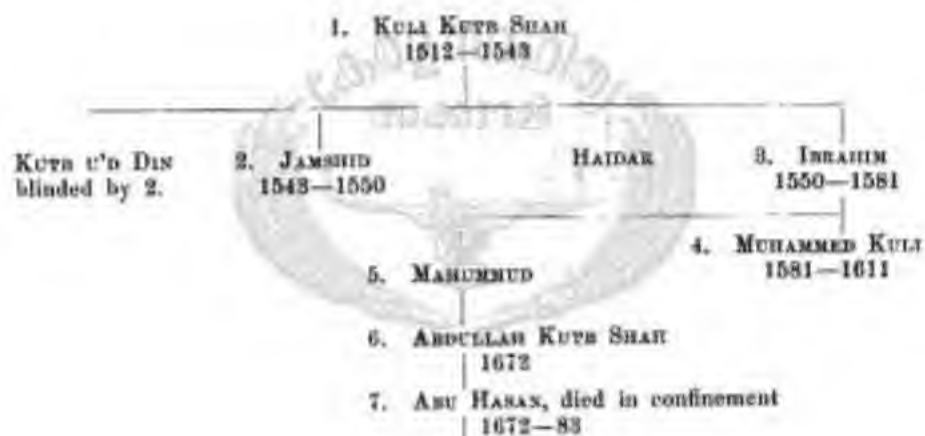 1. KULI KUTB SHAH
1512—1543
KUTB U'D DIN
blinded by 2.
2. JAMSHID
1543—1550
HAIDAR
3. IBRAHIM
1550—1581
4. MUHAMMED KULI
1581—1611
5. MAHUMMUD
6. ABDULLAH KUTB SHAH
1672
7. ABU HASAN, died in confinement
1672—83